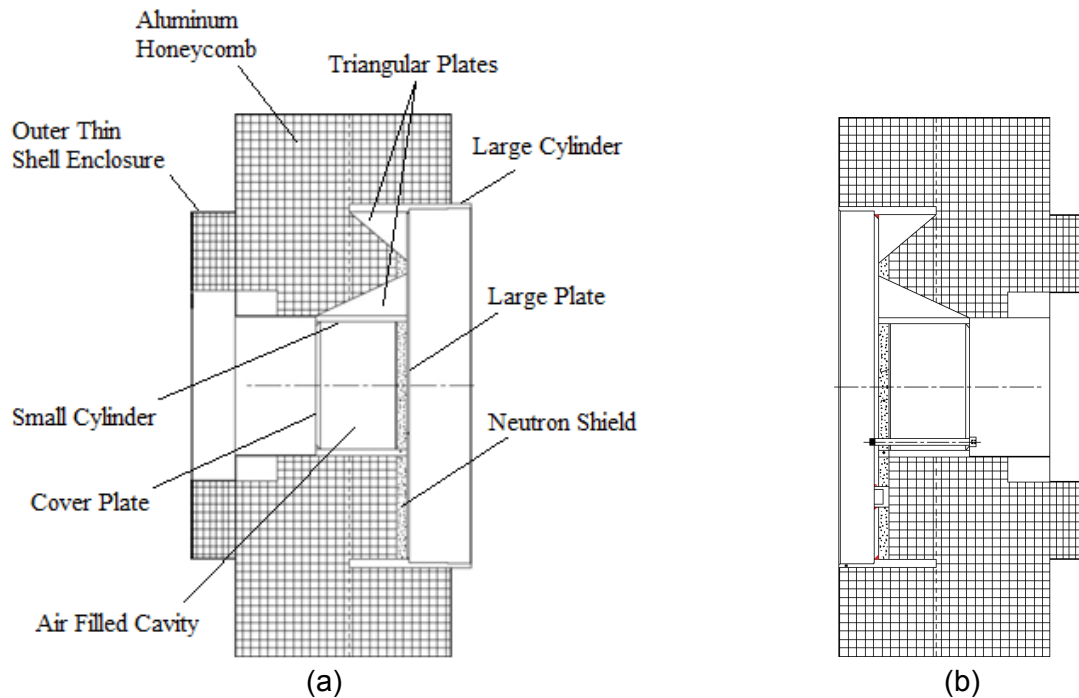 Aluminum
Honeycomb
Triangular Plates
Outer Thin
Shell Enclosure
Large Cylinder
Large Plate
Small Cylinder
Neutron Shield
Cover Plate
Air Filled Cavity
(a)
(b)